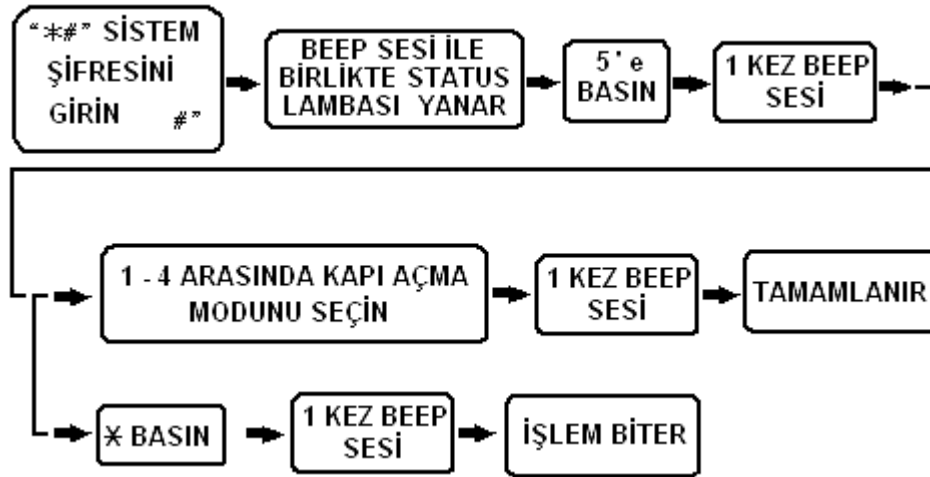 “*#” SİSTEM
ŞİFRESİNİ
GİRİN #”
BEEP SESİ İLE
BİRLİKTE STATUS
LAMBASI YANAR
5' e
BASIN
1 KEZ BEEP
SESİ
1 - 4 ARASINDA KAPI AÇMA
MODUNU SEÇİN
1 KEZ BEEP
SESİ
TAMAMLANIR
* BASIN
1 KEZ BEEP
SESİ
İŞLEM BİTER